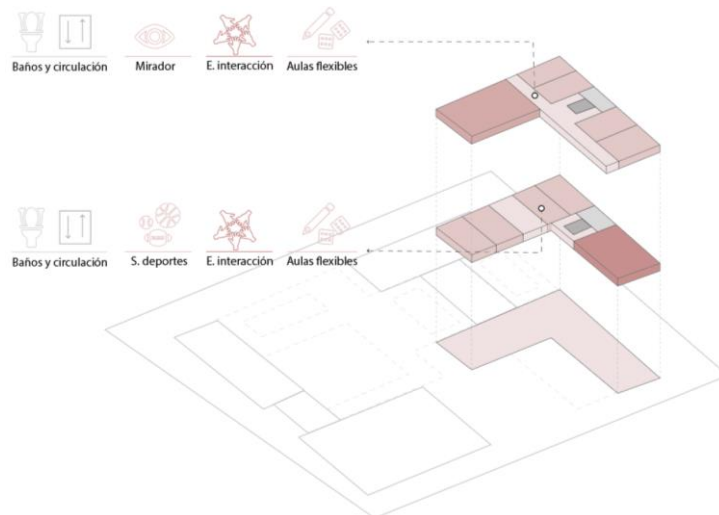 Baños y circulación Mirador E. interacción Aulas flexibles
Baños y circulación S. deportes E. interacción Aulas flexibles